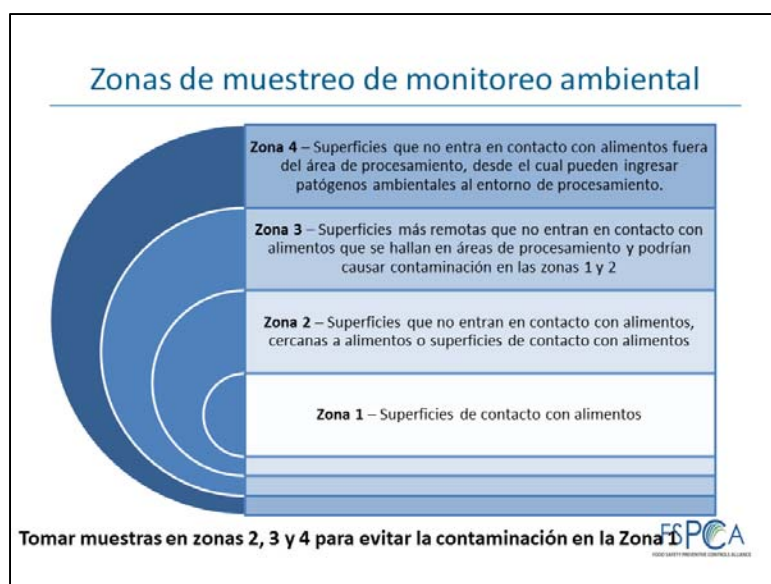 Zonas de muestreo de monitoreo ambiental
Zona 4 – Superficies que no entra en contacto con alimentos fuera
del área de procesamiento, desde el cual pueden ingresar
patógenos ambientales al entorno de procesamiento.
Zona 3 – Superficies más remotas que no entran en contacto con
alimentos que se hallan en áreas de procesamiento y podrían
causar contaminación en las zonas 1 y 2
Zona 2 – Superficies que no entran en contacto con alimentos,
cercanas a alimentos o superficies de contacto con alimentos
Zona 1 – Superficies de contacto con alimentos
Tomar muestras en zonas 2, 3 y 4 para evitar la contaminación en la Zona 1
FSPCA
FOOD SAFETY PREVENTIVE CONTROLS ALLIANCE